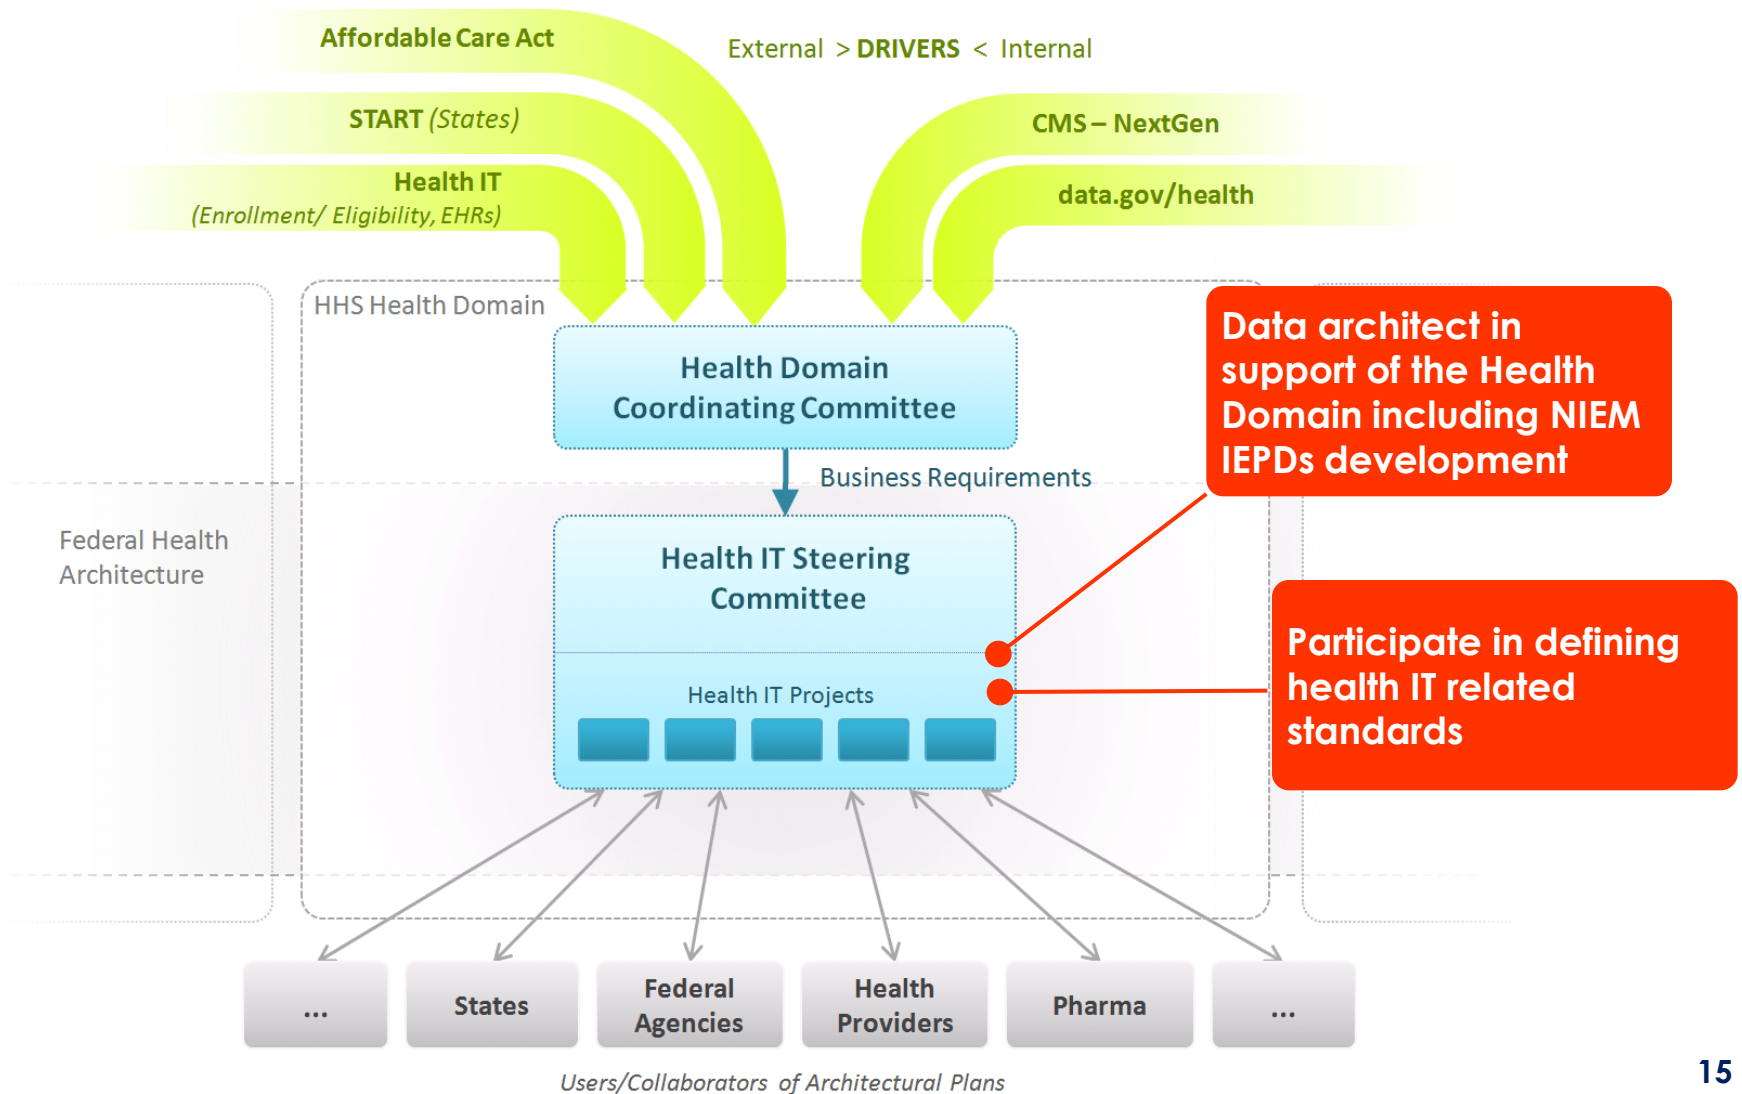 Affordable Care Act
External > DRIVERS < Internal
START (States)
CMS – NextGen
Health IT
(Enrollment/ Eligibility, EHRs)
data.gov/health
HHS Health Domain
Health Domain
Coordinating Committee
Data architect in
support of the Health
Domain including NIEM
IEPDs development
Business Requirements
Federal Health
Architecture
Health IT Steering
Committee
Participate in defining
health IT related
standards
Health IT Projects
...
States
Federal
Agencies
Health
Providers
Pharma
...
Users/Collaborators of Architectural Plans
15